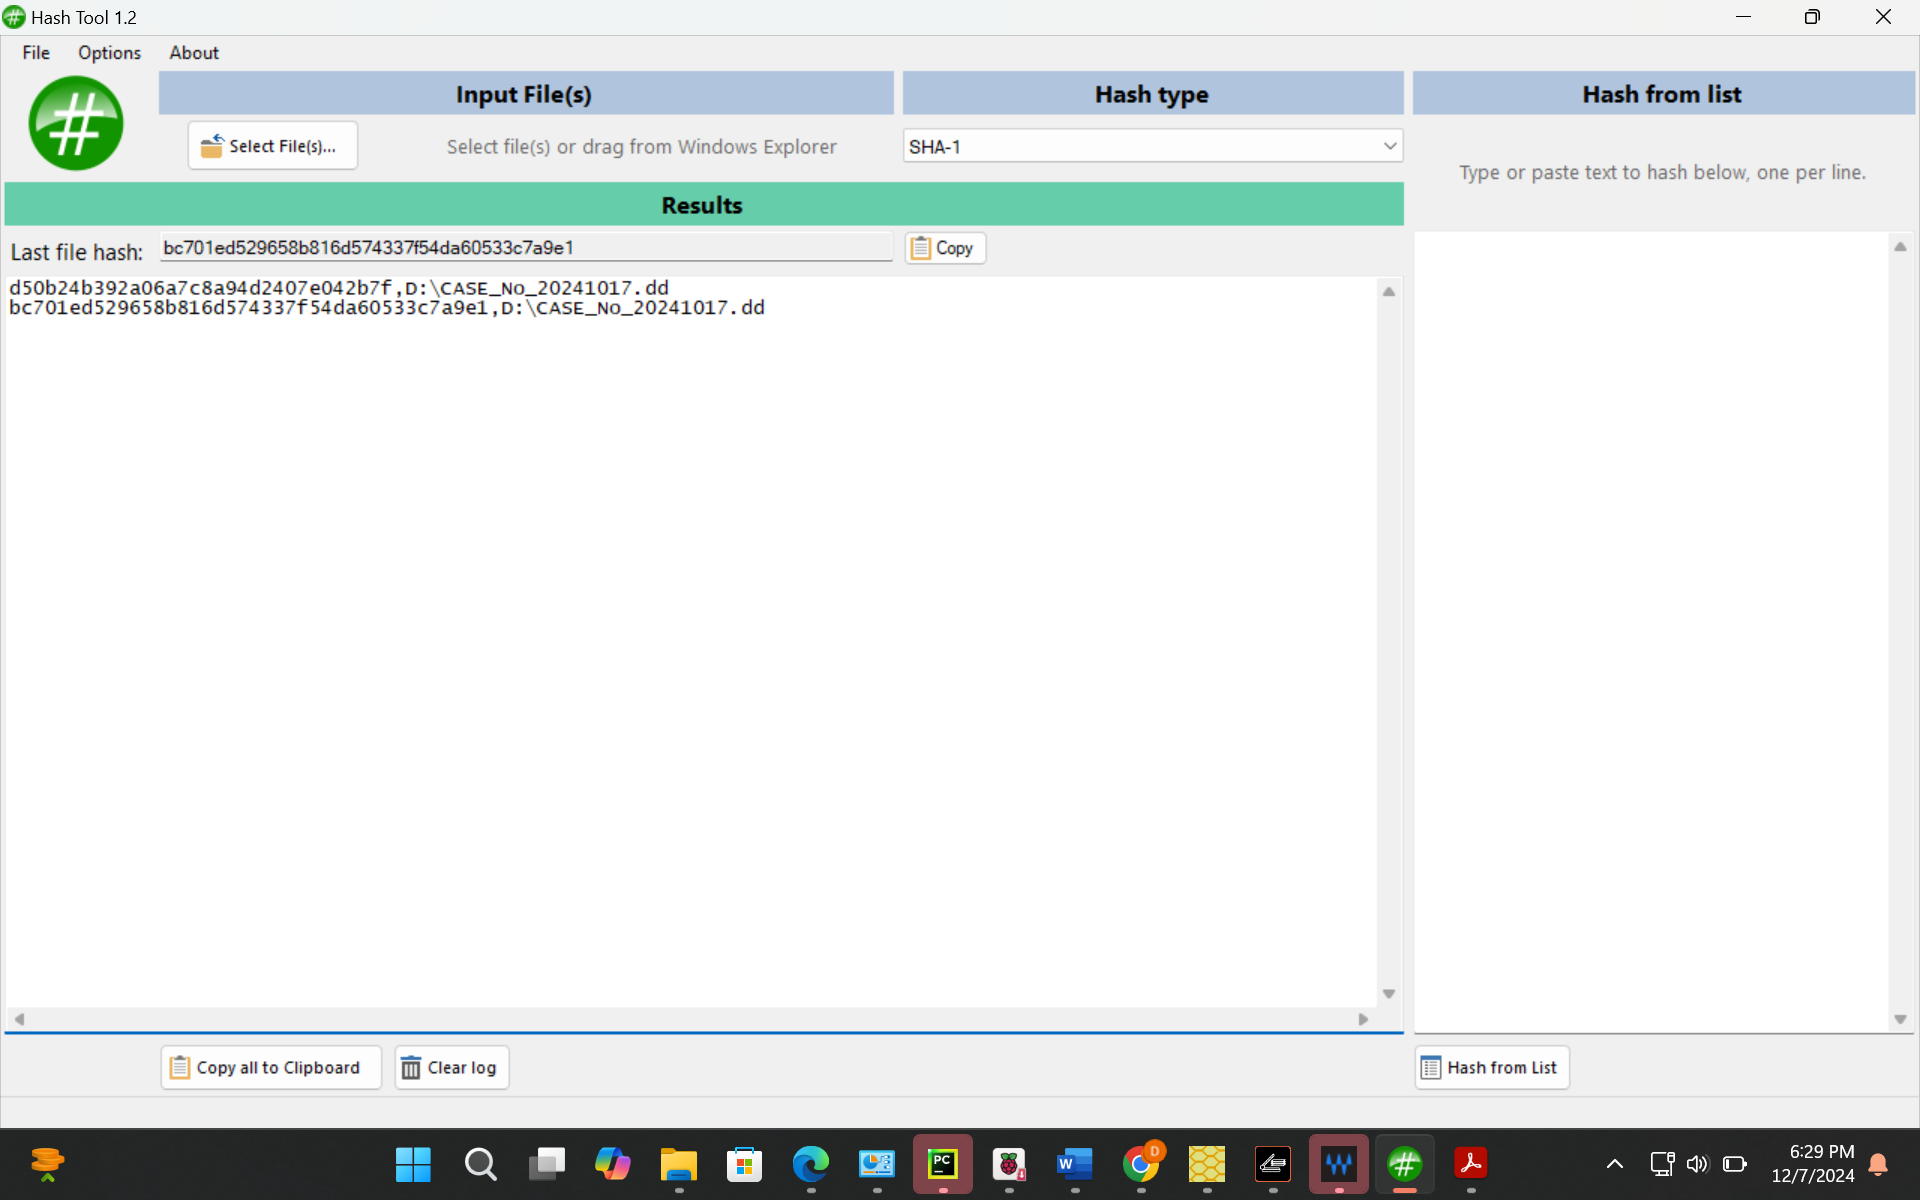 Hash Tool 1.2
File Options About
Input File(s)
Hash type
Hash from list
Select File(s)...
Select file(s) or drag from Windows Explorer
SHA-1
Type or paste text to hash below, one per line.
Results
Last file hash: bc701ed529658b816d574337f54da60533c7a9e1
Copy
d50b24b392a06a7c8a94d2407e042b7f,D:\CASE_No_20241017.dd
bc701ed529658b816d574337f54da60533c7a9e1,D:\CASE_No_20241017.dd
Copy all to Clipboard
Clear log
Hash from List
PC
W
D
6:29 PM
12/7/2024